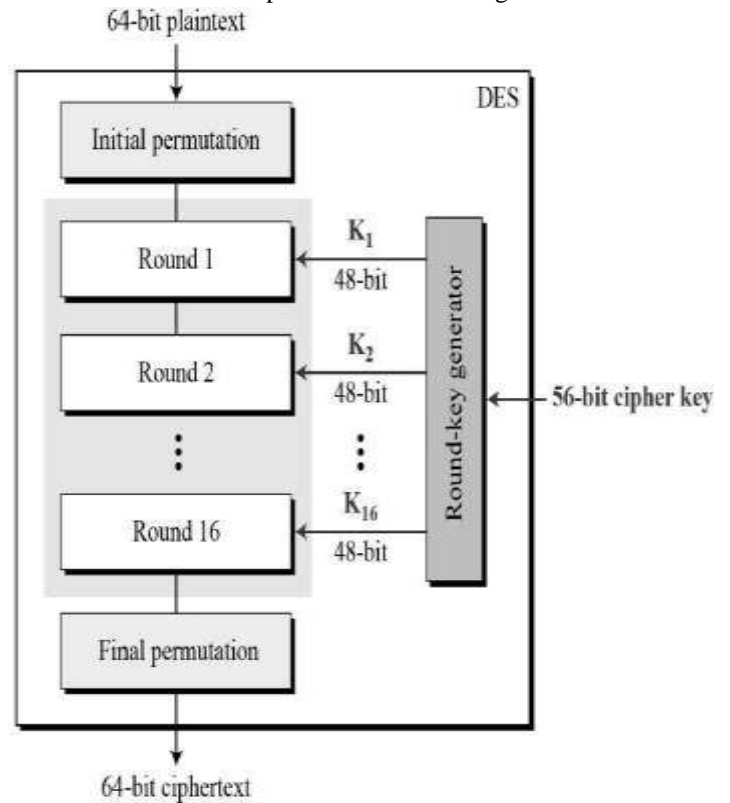 64-bit plaintext
DES
Initial permutation
Round 1
K1
48-bit
Round 2
K2
48-bit
Round-key generator
56-bit cipher key
Round 16
K16
48-bit
Final permutation
64-bit ciphertext